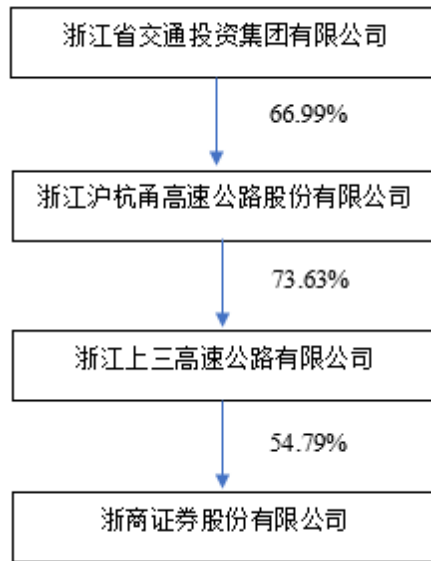 浙江省交通投资集团有限公司
66.99%
浙江沪杭甬高速公路股份有限公司
73.63%
浙江上三高速公路有限公司
54.79%
浙商证券股份有限公司